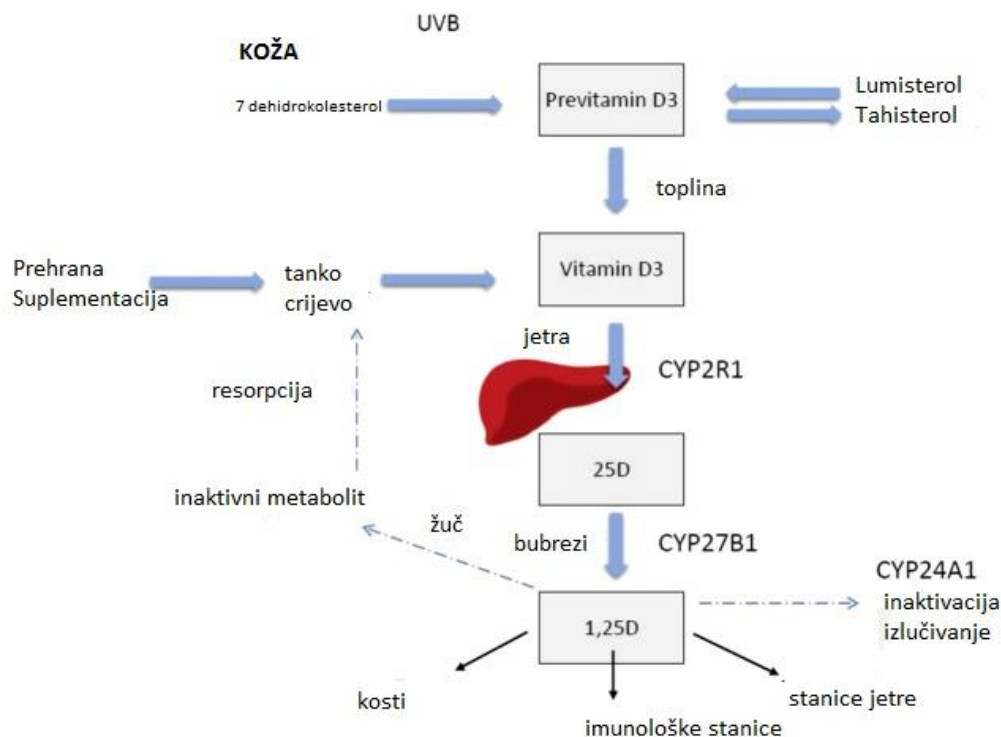 UVB
KOŽA
7 dehidrokolesterol
Previtamin D3
Lumisterol
Tahisterol
toplina
Prehrana
Suplementacija
tanko
crijevo
Vitamin D3
jetra
CYP2R1
resorpcija
25D
inaktivni metabolit
žuč
bubrezi
CYP27B1
CYP24A1
inaktivacija
izlučivanje
1,25D
kosti
imunološke stanice
stanice jetre